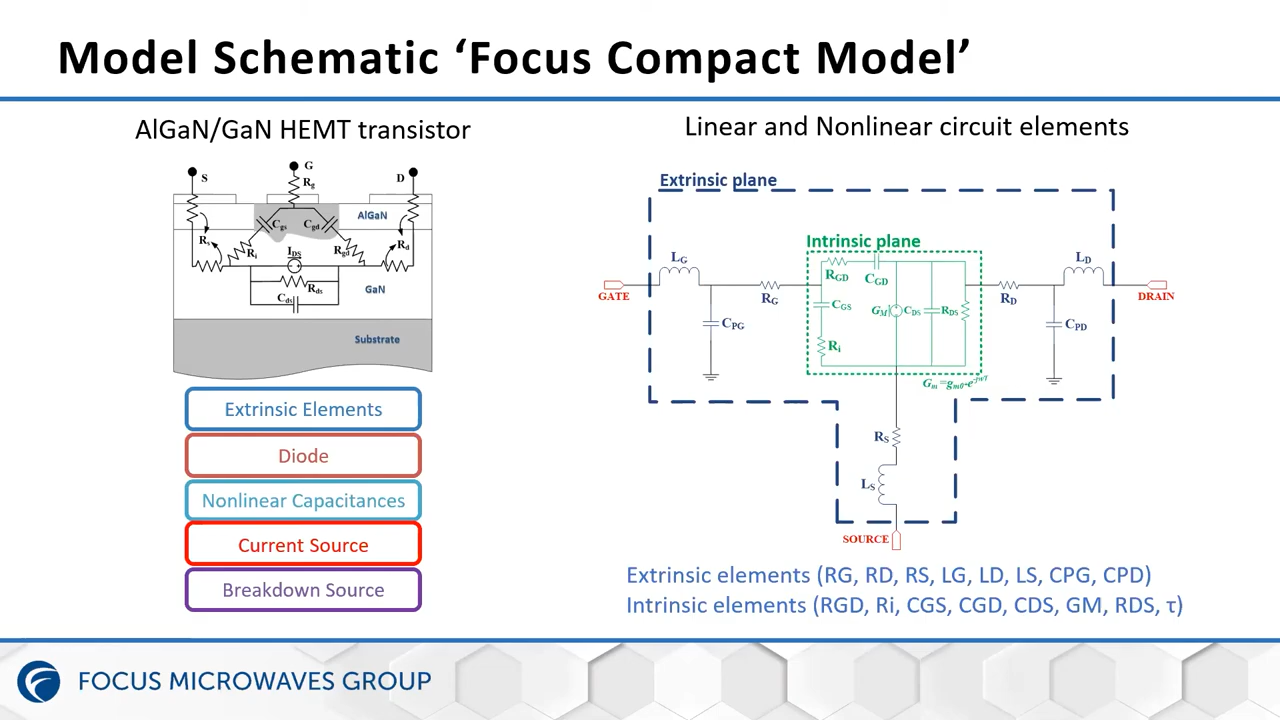 Model Schematic ‘Focus Compact Model’
AlGaN/GaN HEMT transistor
S
G
D
Rg
AlGaN
Cgs
Cgd
Rs
Ri
IDS
Rgd
Rd
Rds
Cds
GaN
Substrate
Extrinsic Elements
Diode
Nonlinear Capacitances
Current Source
Breakdown Source
Linear and Nonlinear circuit elements
Extrinsic plane
Intrinsic plane
LG
LD
RGD
CGD
GATE
RG
RD
DRAIN
CGS
GM
CDS
RDS
CPG
CPD
Ri
Gm=gm0·e-jωτ
RS
LS
SOURCE
Extrinsic elements (RG, RD, RS, LG, LD, LS, CPG, CPD)
Intrinsic elements (RGD, Ri, CGS, CGD, CDS, GM, RDS, τ)
FOCUS MICROWAVES GROUP